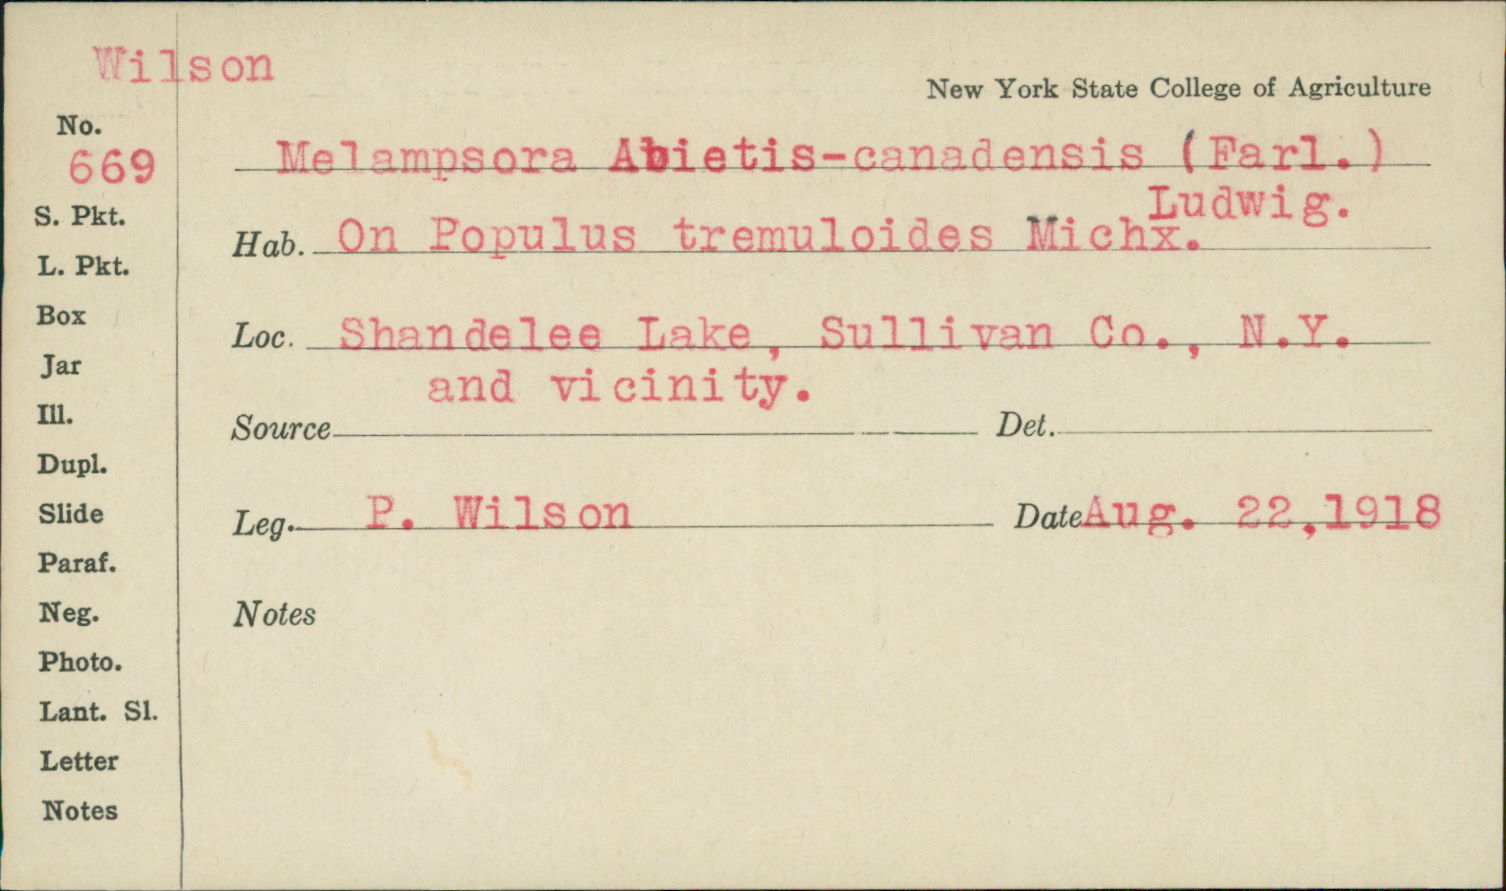 Wilson
New York State College of Agriculture
No.
669
Melampsora Abietis-canadensis (Farl.)
Ludwig.
S. Pkt.
Hab. On Populus tremuloides Michx.
L. Pkt.
Box
Loc. Shandelee Lake, Sullivan Co., N.Y.
and vicinity.
Jar
Ill.
Source Det.
Dupl.
Slide
Leg. P. Wilson Date Aug. 22,1918
Paraf.
Neg.
Notes
Photo.
Lant. Sl.
Letter
Notes